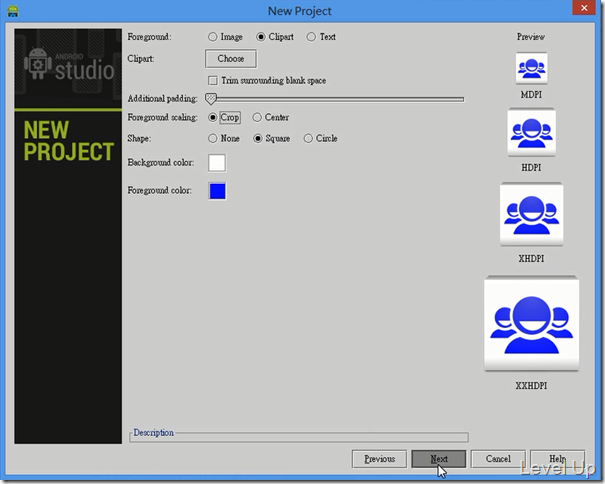 New Project
ANDROID
studio
NEW
PROJECT
Foreground: Image Clipart Text
Clipart: Choose
Trim surrounding blank space
Additional padding:
Foreground scaling: Crop Center
Shape: None Square Circle
Background color:
Foreground color:
Preview
MDPI
HDPI
XHDPI
XXHDPI
Description
Previous Next Cancel Help
Level Up